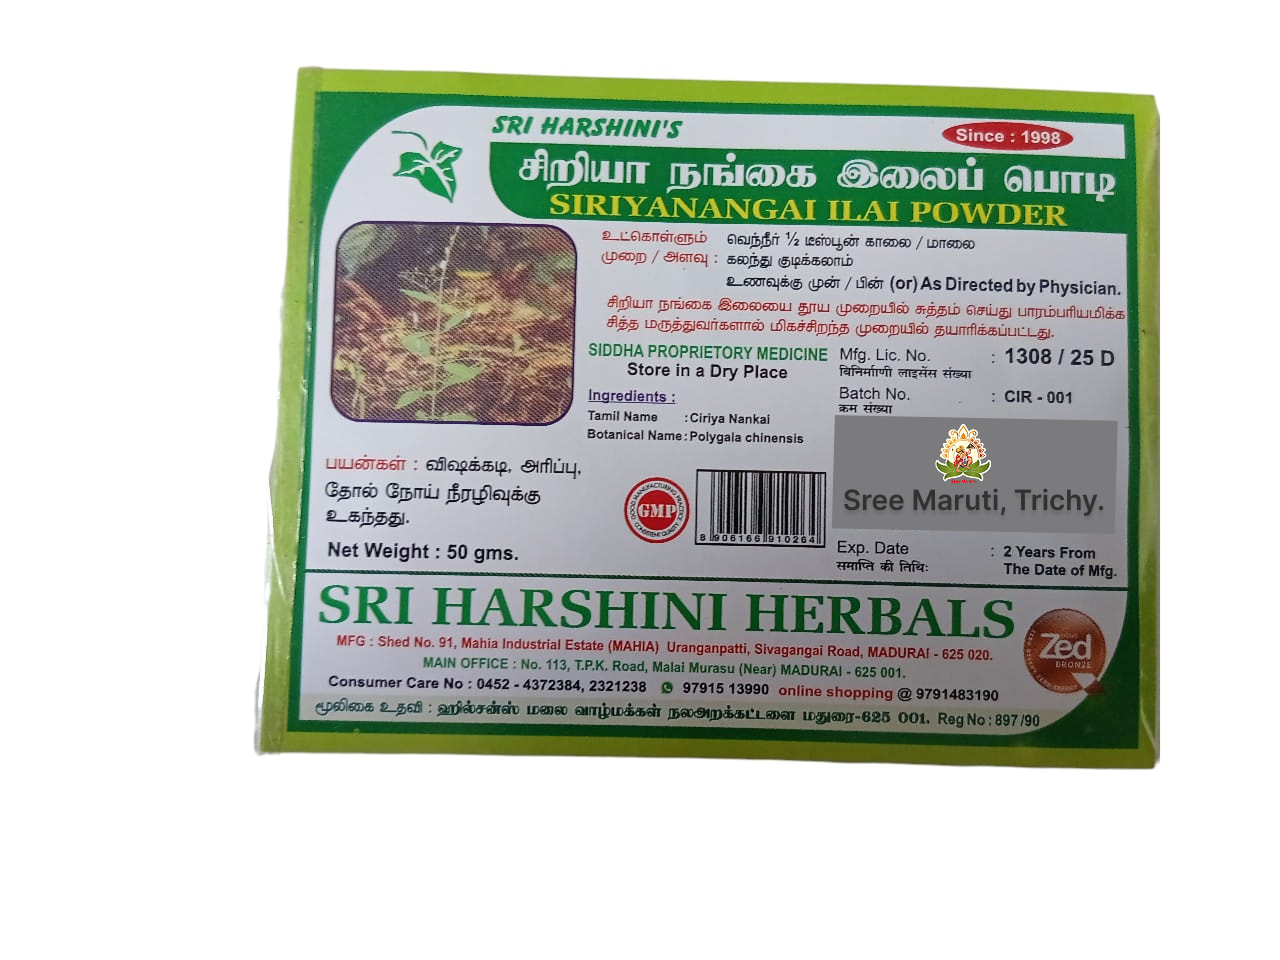 SRI HARSHINI'S
Since : 1998
சிறியா நங்கை இலைப் பொடி
SIRIYANANGAI ILAI POWDER
உட்கொள்ளும் முறை / அளவு : வெந்நீர் ½ டீஸ்பூன் காலை / மாலை
கலந்து குடிக்கலாம்
உணவுக்கு முன் / பின் (or) As Directed by Physician.
சிறியா நங்கை இலையை தூய முறையில் சுத்தம் செய்து பாரம்பரியமிக்க
சித்த மருத்துவர்களால் மிகச்சிறந்த முறையில் தயாரிக்கப்பட்டது.
SIDDHA PROPRIETORY MEDICINE
Store in a Dry Place
Ingredients :
Tamil Name : Ciriya Nankai
Botanical Name : Polygala chinensis
Mfg. Lic. No. : 1308 / 25 D
विनिर्माणी लाइसेंस संख्या
Batch No. : CIR - 001
क्रम संख्या
Sree Maruti, Trichy.
Exp. Date : 2 Years From
समाप्ति की तिथि: The Date of Mfg.
பயன்கள் : விஷக்கடி, அரிப்பு,
தோல் நோய் நீரழிவுக்கு
உகந்தது.
Net Weight : 50 gms.
GOOD MANUFACTURING PRACTICE
GMP
CONSISTENT QUALITY
8 906166 910264
SRI HARSHINI HERBALS
MFG : Shed No. 91, Mahia Industrial Estate (MAHIA) Uranganpatti, Sivagangai Road, MADURAI - 625 020.
MAIN OFFICE : No. 113, T.P.K. Road, Malai Murasu (Near) MADURAI - 625 001.
Consumer Care No : 0452 - 4372384, 2321238 97915 13990 online shopping @ 9791483190
மூலிகை உதவி : ஹில்சன்ஸ் மலை வாழ்மக்கள் நலஅறக்கட்டளை மதுரை-625 001. Reg No : 897 /90
Zed
BRONZE